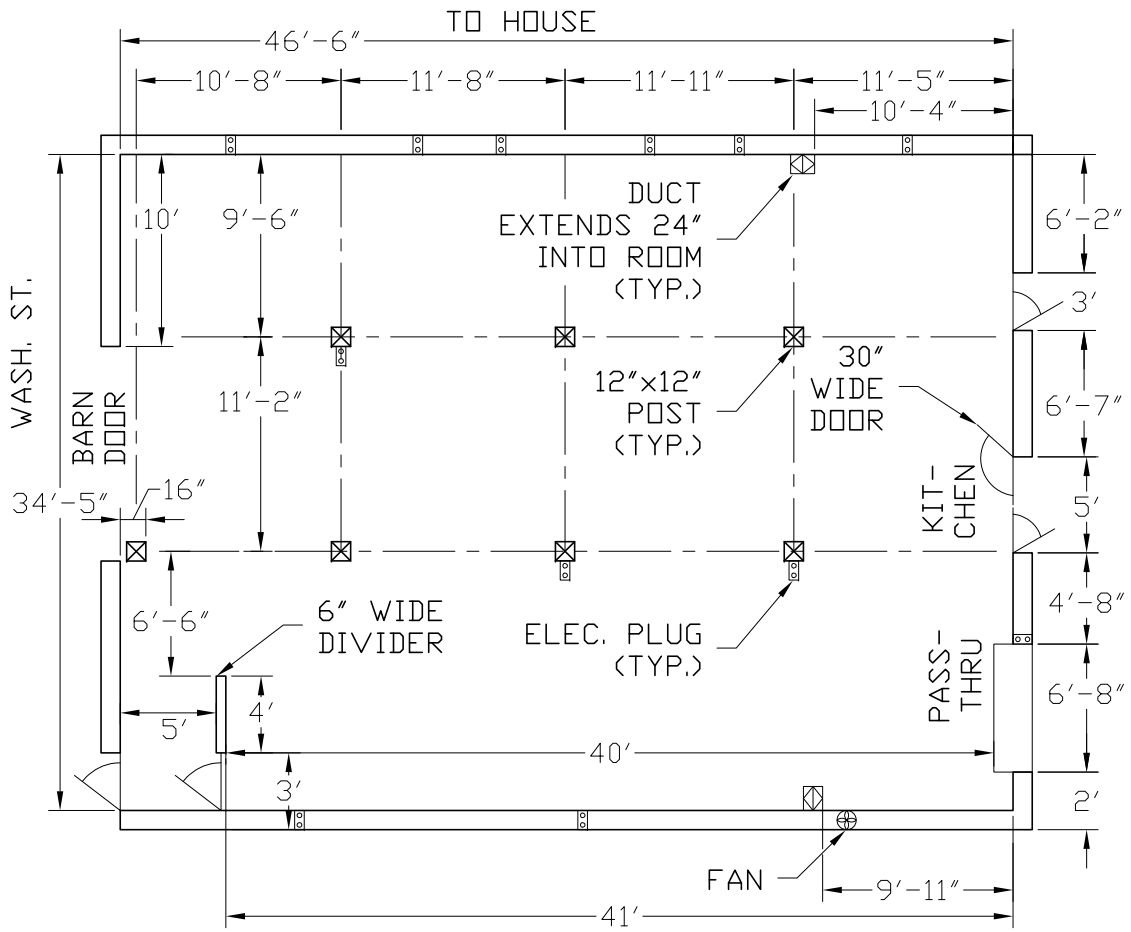 TO HOUSE
46'-6"
10'-8"
11'-8"
11'-11"
11'-5"
10'-4"
10'
9'-6"
DUCT
EXTENDS 24"
INTO ROOM
(TYP.)
6'-2"
WASH. ST.
3'
BARN
DOOR
11'-2"
12"x12"
POST
(TYP.)
30"
WIDE
DOOR
6'-7"
34'-5"
16"
KIT-
CHEN
5'
6'-6"
6" WIDE
DIVIDER
ELEC. PLUG
(TYP.)
4'-8"
PASS-
THRU
6'-8"
5'
4'
40'
3'
2'
FAN
9'-11"
41'